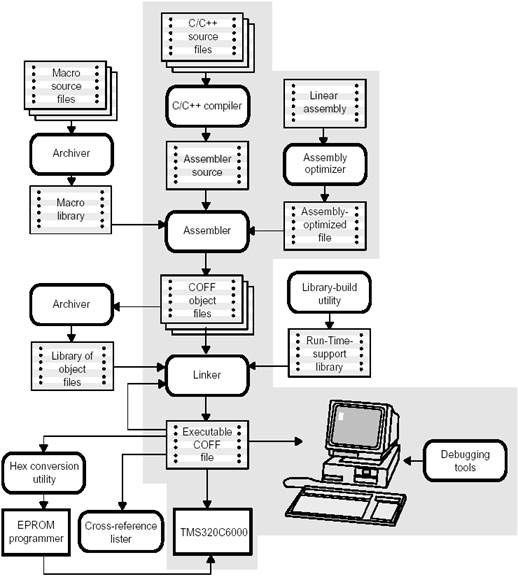 C/C++
source
files
Macro
source
files
C/C++ compiler
Linear
assembly
Archiver
Assembler
source
Assembly
optimizer
Macro
library
Assembler
Assembly-
optimized
file
Archiver
COFF
object
files
Library-build
utility
Library of
object
files
Linker
Run-Time-
support
library
Executable
COFF
file
Debugging
tools
Hex conversion
utility
EPROM
programmer
Cross-reference
lister
TMS320C6000